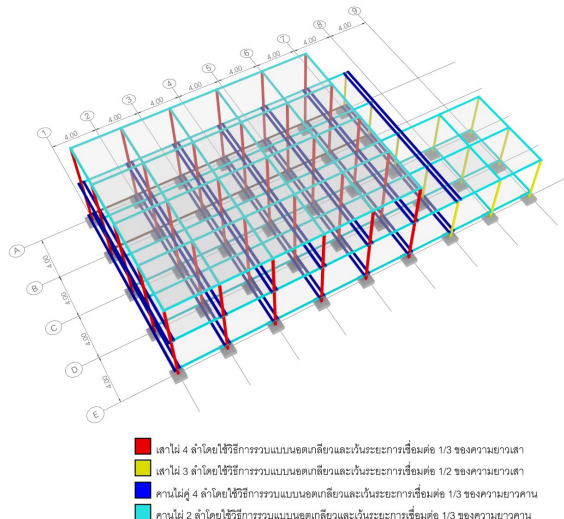 9
8
4.00
7
4.00
6
4.00
5
4.00
4
4.00
3
4.00
2
4.00
1
4.00
A
4.00
B
4.00
C
4.00
D
4.00
E
เสาไผ่ 4 ลำโดยใช้วิธีการรวบแบบนอตเกลียวและเว้นระยะการเชื่อมต่อ 1/3 ของความยาวเสา
เสาไผ่ 3 ลำโดยใช้วิธีการรวบแบบนอตเกลียวและเว้นระยะการเชื่อมต่อ 1/2 ของความยาวเสา
คานไผ่คู่ 4 ลำโดยใช้วิธีการรวบแบบนอตเกลียวและเว้นระยะการเชื่อมต่อ 1/3 ของความยาวคาน
คานไผ่ 2 ลำโดยใช้วิธีการรวบแบบนอตเกลียวและเว้นระยะการเชื่อมต่อ 1/3 ของความยาวคาน